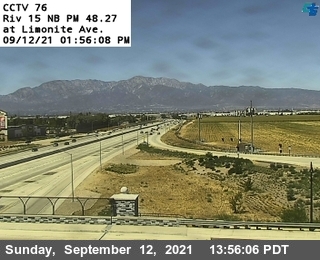 CCTV 76
Riv 15 NB PM 48.27
at Limonite Ave.
09/12/21 01:56:08 PM
Sunday, September 12, 2021 13:56:06 PDT